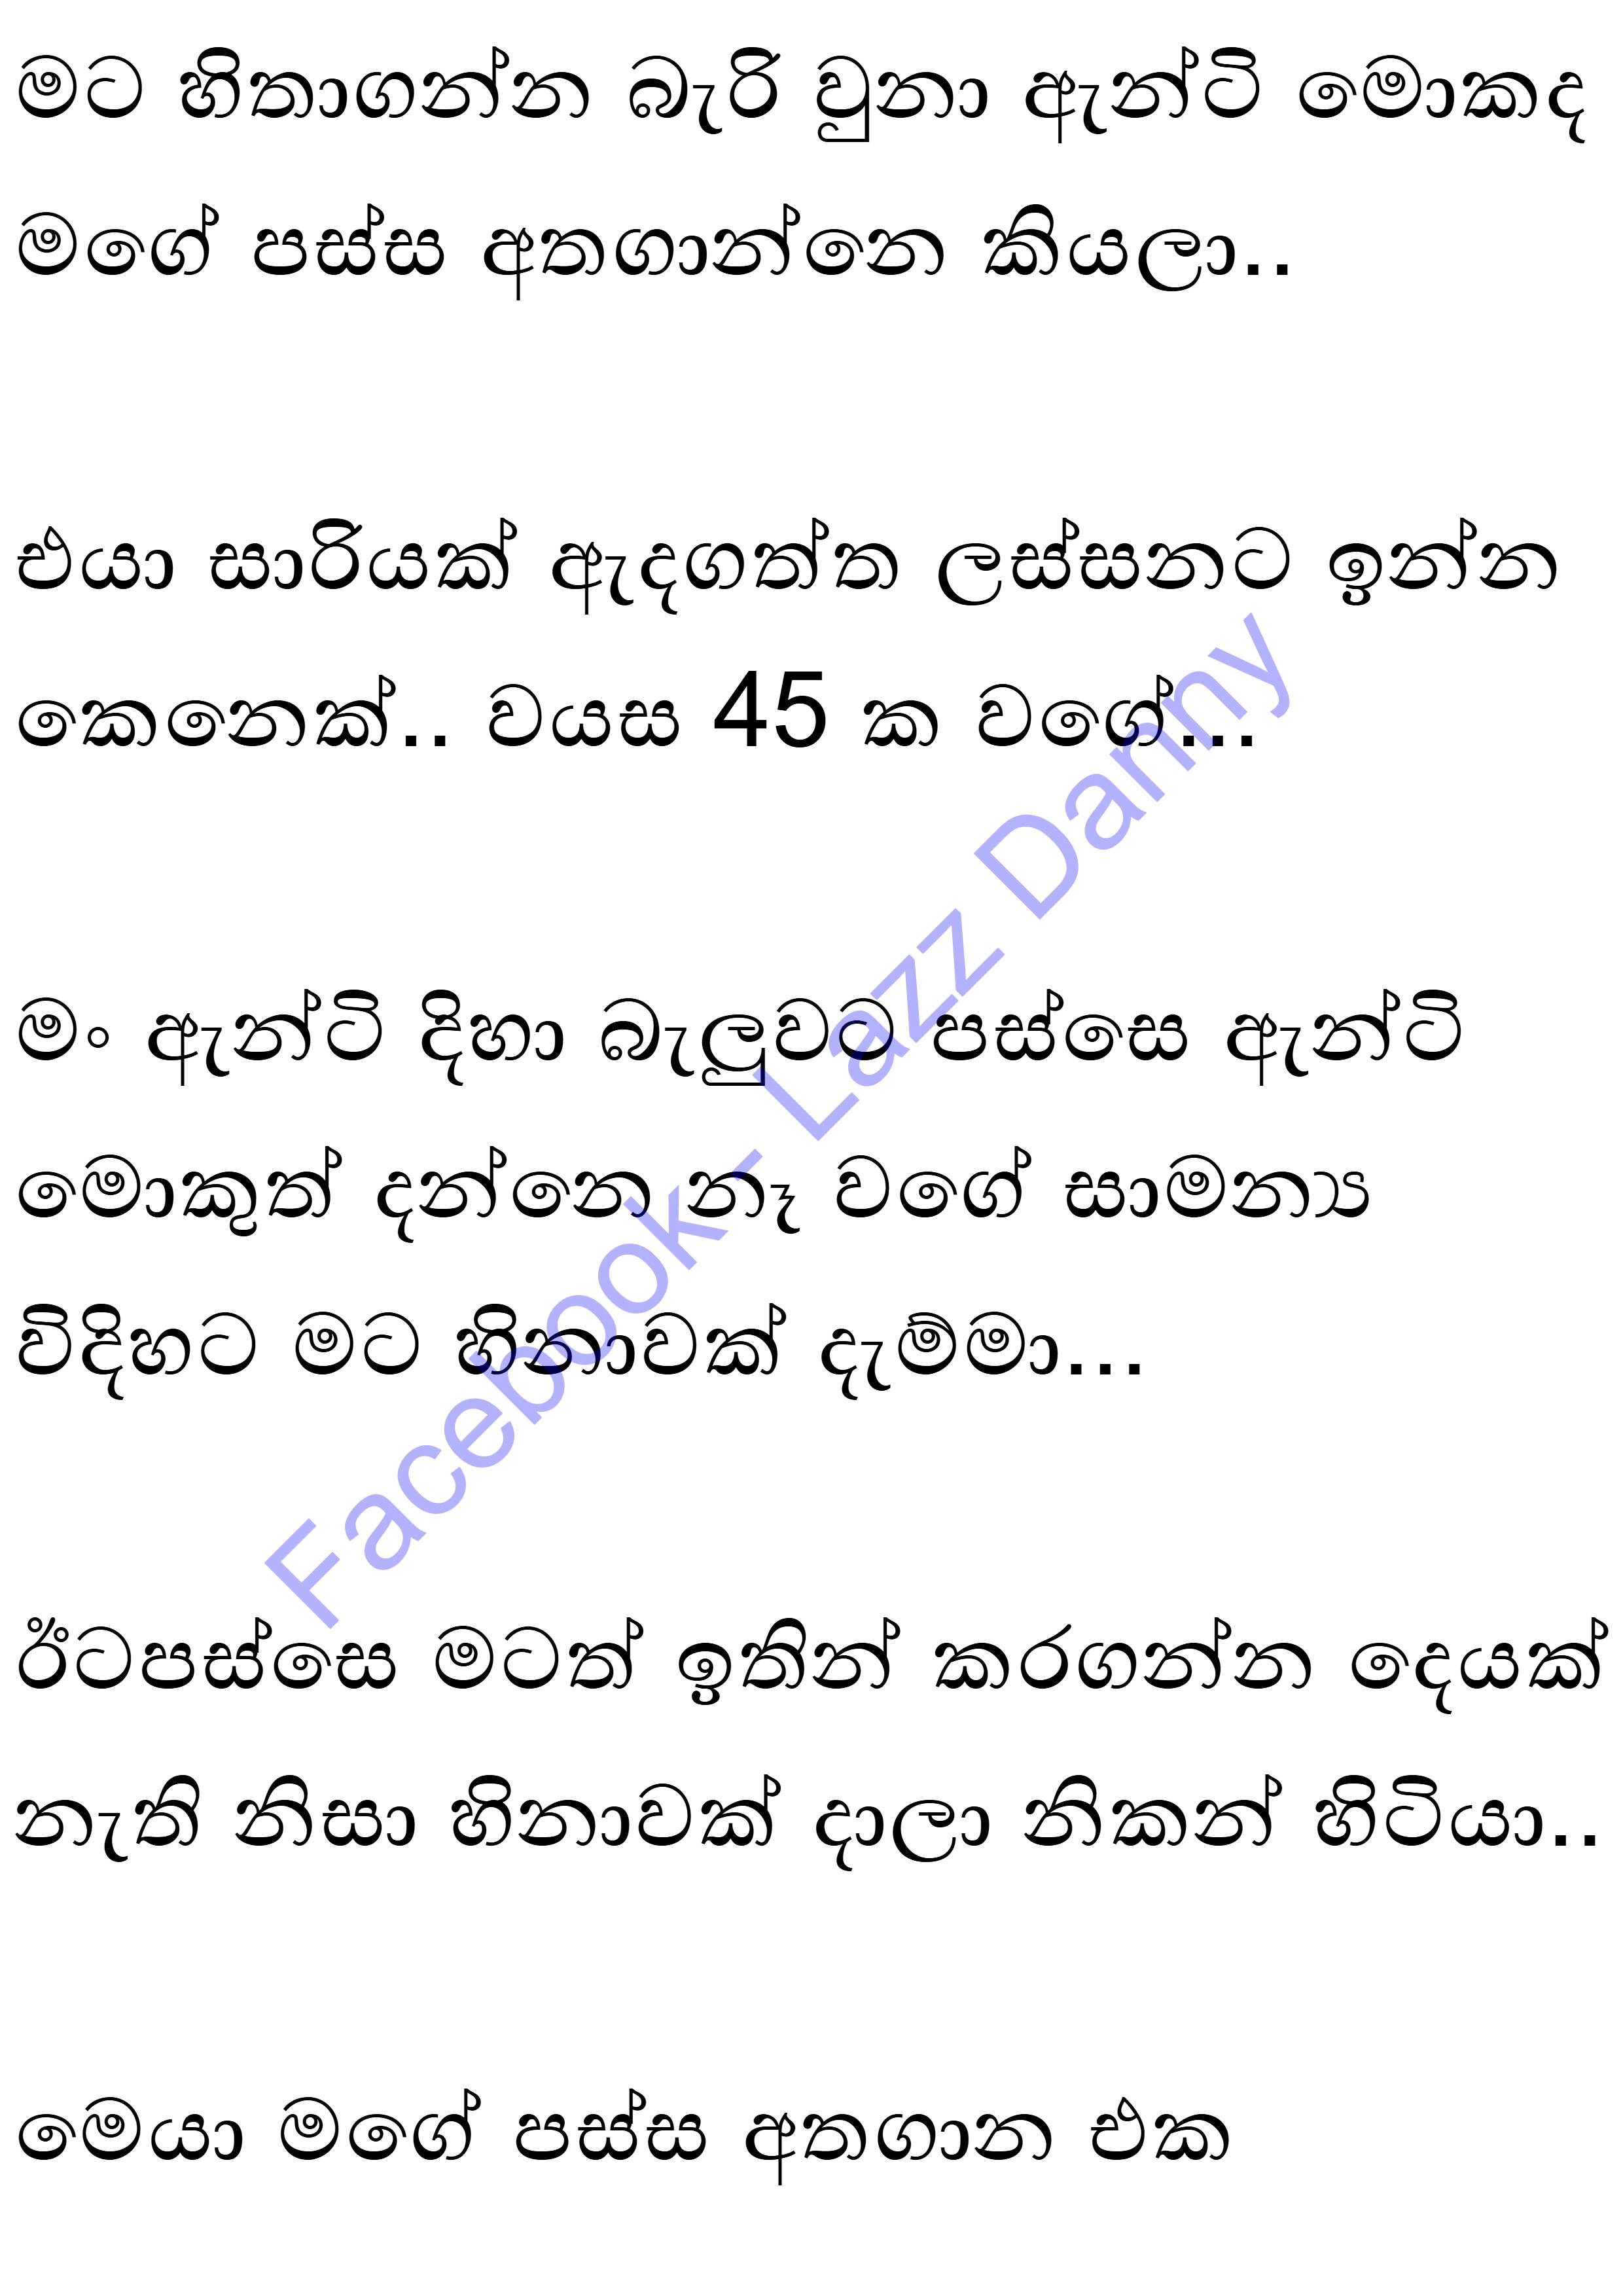 මට හිතාගන්න බැරි වුනා ඇන්ටි මොකද
මගේ පස්ස අතගාන්නෙ කියලා..
එයා සාරියක් ඇදගත්ත ලස්සනට ඉන්න
කෙනෙක්.. වයස 45 ක වගේ...
මං ඇන්ටි දිහා බැලුවට පස්සෙ ඇන්ටි
මොකුත් දන්නෙ නෑ වගේ සාමන්‍ය
විදිහට මට හිනාවක් දැම්මා...
ඊටපස්සෙ මටත් ඉතින් කරගන්න දෙයක්
නැති නිසා හිනාවක් දාලා නිකන් හිටියා..
මෙයා මගේ පස්ස අතගාන එක
Facebook - Lazz Danny